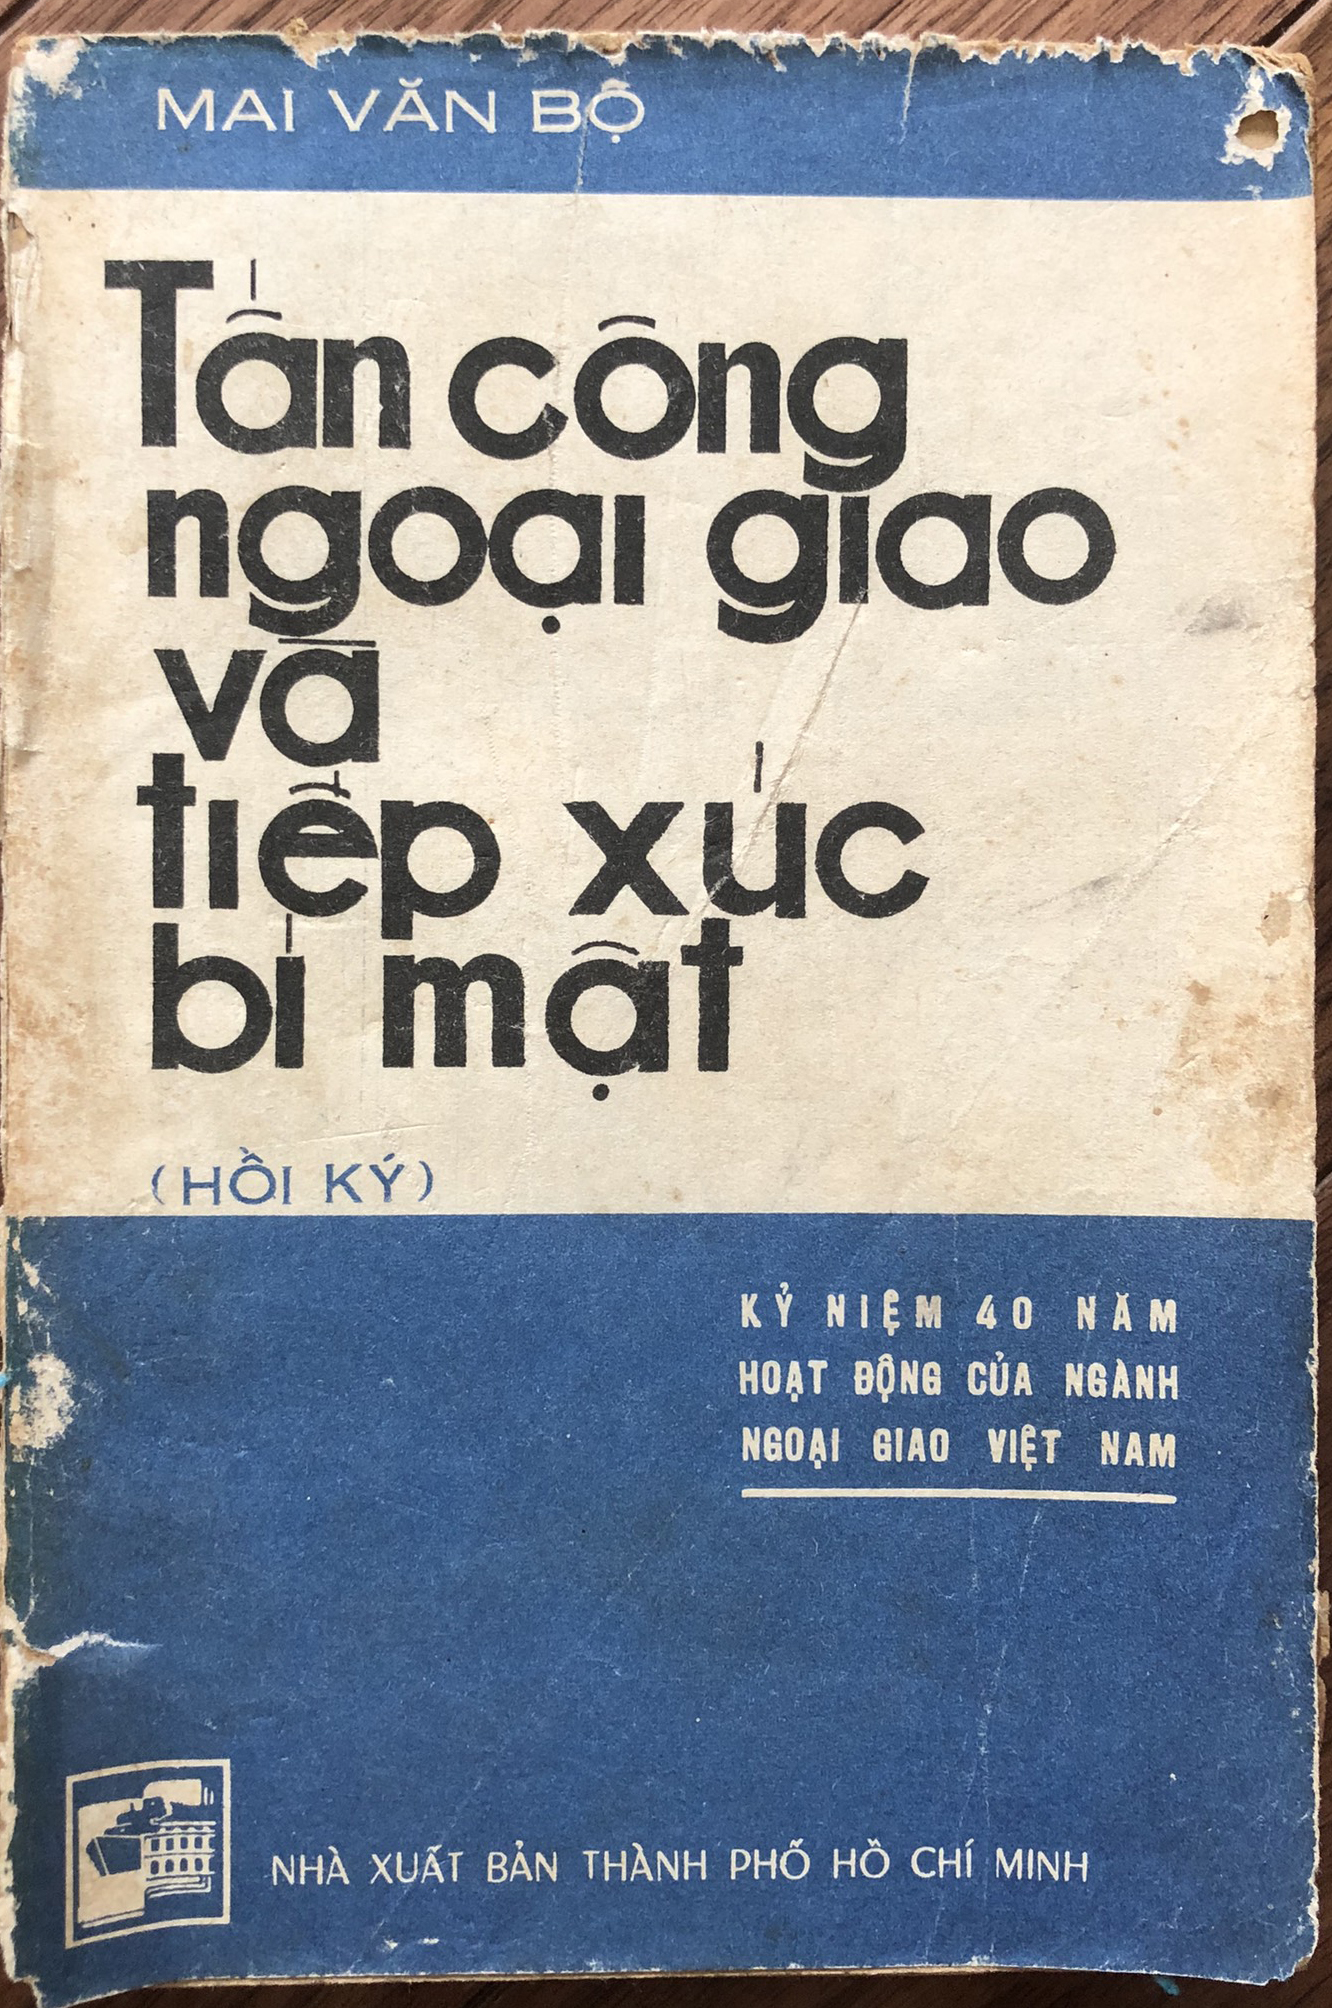 MAI VĂN BỘ
Tấn công
ngoại giao
và
tiếp xúc
bí mật
(HỒI KÝ)
KỶ NIỆM 40 NĂM
HOẠT ĐỘNG CỦA NGÀNH
NGOẠI GIAO VIỆT NAM
NHÀ XUẤT BẢN THÀNH PHỐ HỒ CHÍ MINH